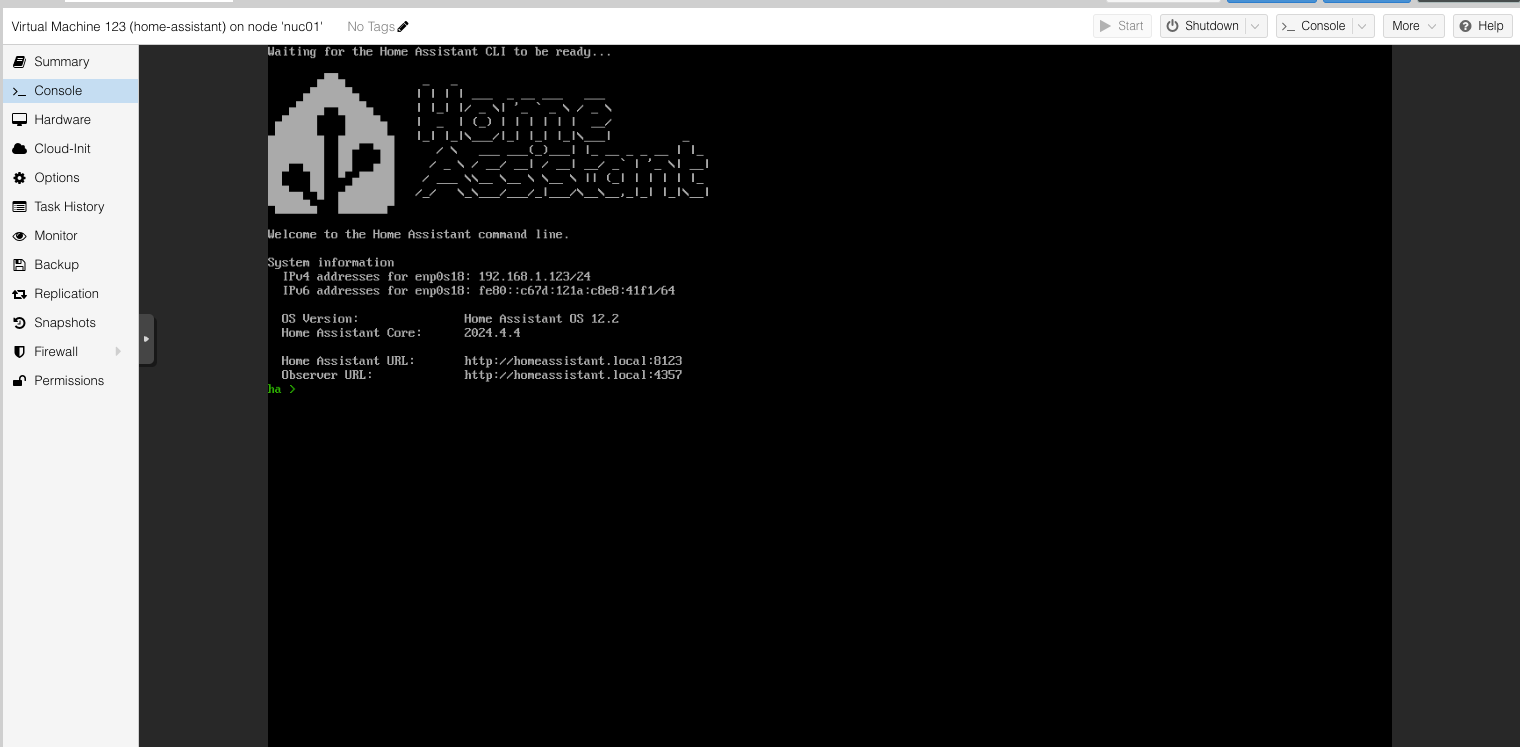 Virtual Machine 123 (home-assistant) on node 'nuc01' No Tags Start Shutdown Console More Help
Summary
Console
Hardware
Cloud-Init
Options
Task History
Monitor
Backup
Replication
Snapshots
Firewall
Permissions
Waiting for the Home Assistant CLI to be ready...
Home
Assistant
Welcome to the Home Assistant command line.
System information
IPv4 addresses for enp0s18: 192.168.1.123/24
IPv6 addresses for enp0s18: fe80::c67d:121a:c8e8:41f1/64
OS Version: Home Assistant OS 12.2
Home Assistant Core: 2024.4.4
Home Assistant URL: http://homeassistant.local:8123
Observer URL: http://homeassistant.local:4357
ha >